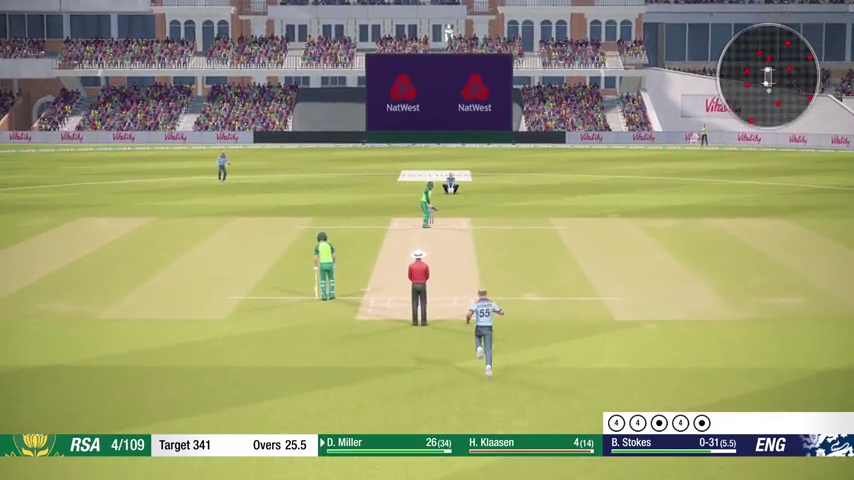 NatWest NatWest
Vitality
Vitality Vitality Vitality Vitality Vitality Vitality Vitality Vitality Vitality
55
4 4 4
RSA 4/109 Target 341 Overs 25.5 D. Miller 26(34) H. Klaasen 4(14) B. Stokes 0-31(5.5) ENG